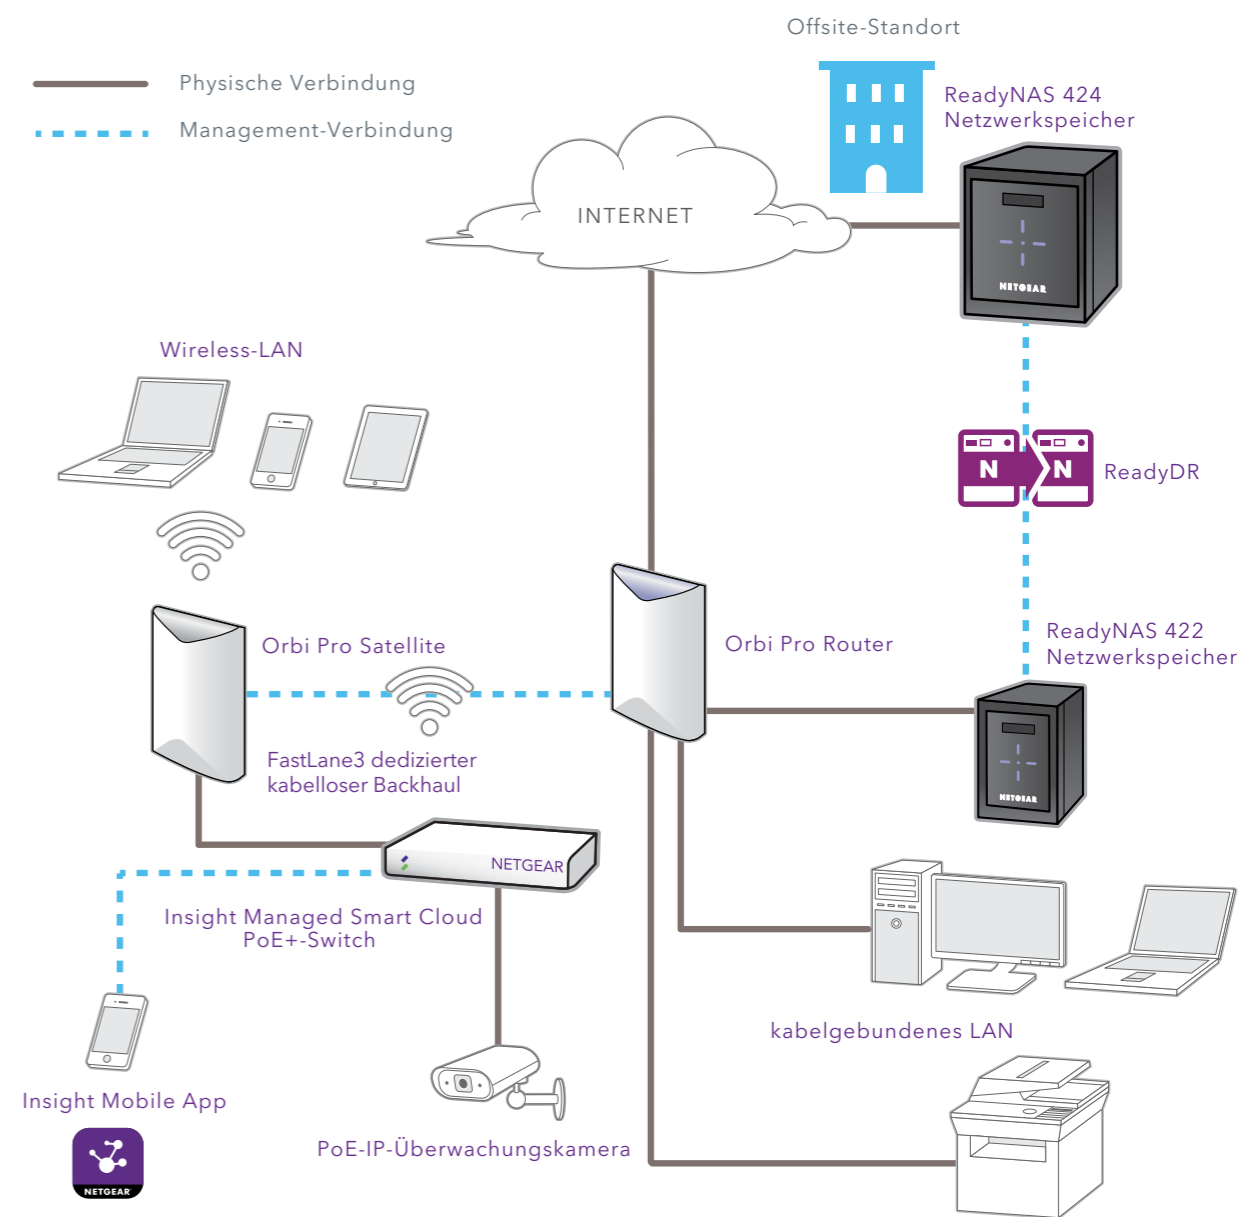 Offsite-Standort
Physische Verbindung
Management-Verbindung
ReadyNAS 424
Netzwerkspeicher
INTERNET
NETGEAR
Wireless-LAN
N
N
ReadyDR
Orbi Pro Satellite
Orbi Pro Router
ReadyNAS 422
Netzwerkspeicher
FastLane3 dedizierter
kabelloser Backhaul
NETGEAR
NETGEAR
Insight Managed Smart Cloud
PoE+-Switch
kabelgebundenes LAN
Insight Mobile App
PoE-IP-Überwachungskamera
NETGEAR